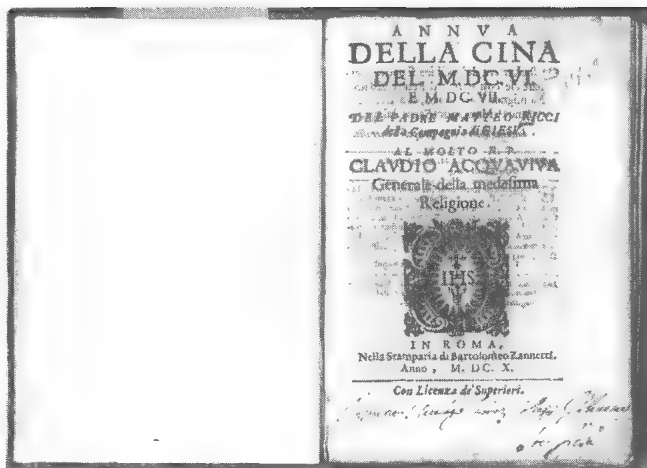 ANNVA
DELLA CINA
DEL M.DC.VI.
E M.DC.VII.
DEL PADRE MATTEO RICCI
della Compagnia di GIESV.
AL MOLTO R.P.
CLAVDIO ACQVAVIVA
Generale della medesima
Religione.
IHS
IN ROMA,
Nella Stamparia di Bartolomeo Zannetti.
Anno, M. DC. X.
Con Licenza de' Superiori.